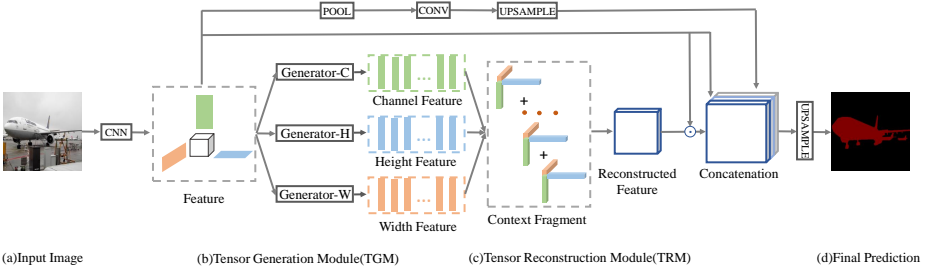 POOL
CONV
UPSAMPLE
CNN
Feature
Generator-C
Generator-H
Generator-W
Channel Feature
Height Feature
Width Feature
+
+
Context Fragment
Reconstructed
Feature
Concatenation
UPSAMPLE
(a)Input Image
(b)Tensor Generation Module(TGM)
(c)Tensor Reconstruction Module(TRM)
(d)Final Prediction